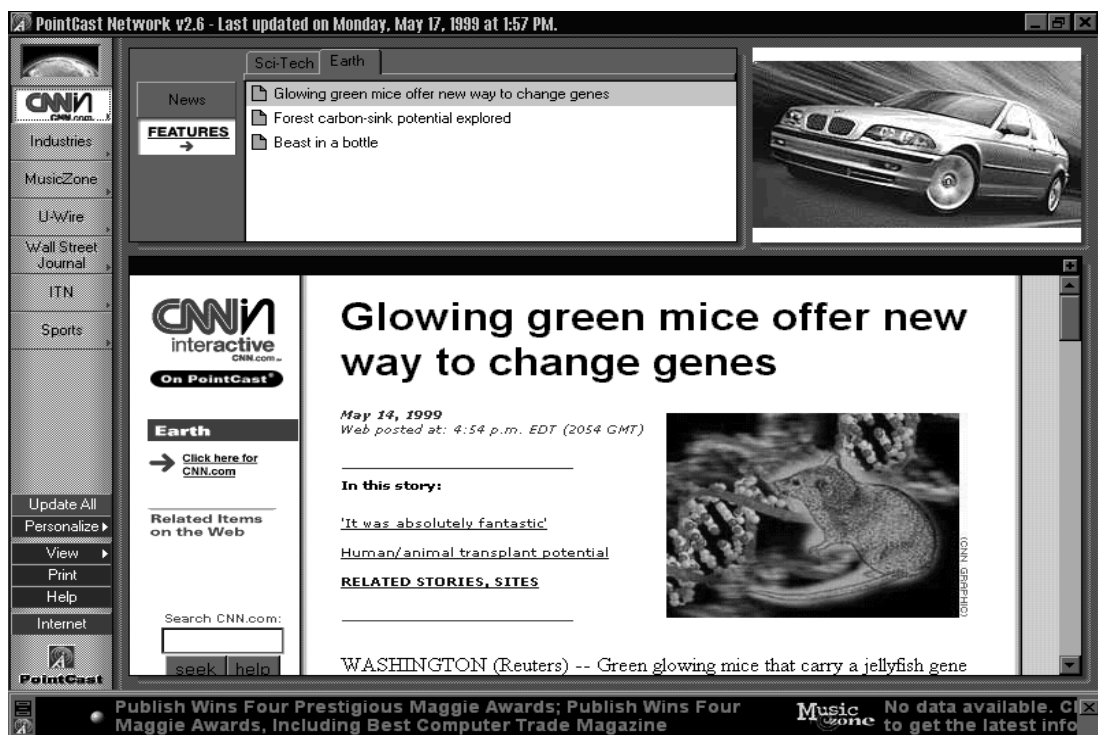 PointCast Network v2.6 - Last updated on Monday, May 17, 1999 at 1:57 PM.
CNNin
CNN.com
Industries
MusicZone
U-Wire
Wall Street
Journal
ITN
Sports
Update All
Personalize
View
Print
Help
Internet
PointCast
Sci-Tech
Earth
News
FEATURES
Glowing green mice offer new way to change genes
Forest carbon-sink potential explored
Beast in a bottle
CNNin
interactive
CNN.com
On PointCast
Earth
Click here for
CNN.com
Related Items
on the Web
Search CNN.com:
seek help
Glowing green mice offer new
way to change genes
May 14, 1999
Web posted at: 4:54 p.m. EDT (2054 GMT)
In this story:
'It was absolutely fantastic'
Human/animal transplant potential
RELATED STORIES, SITES
(CNN GRAPHIC)
WASHINGTON (Reuters) -- Green glowing mice that carry a jellyfish gene
Publish Wins Four Prestigious Maggie Awards; Publish Wins Four
Maggie Awards, Including Best Computer Trade Magazine
Music
zone
No data available. Cl
to get the latest info